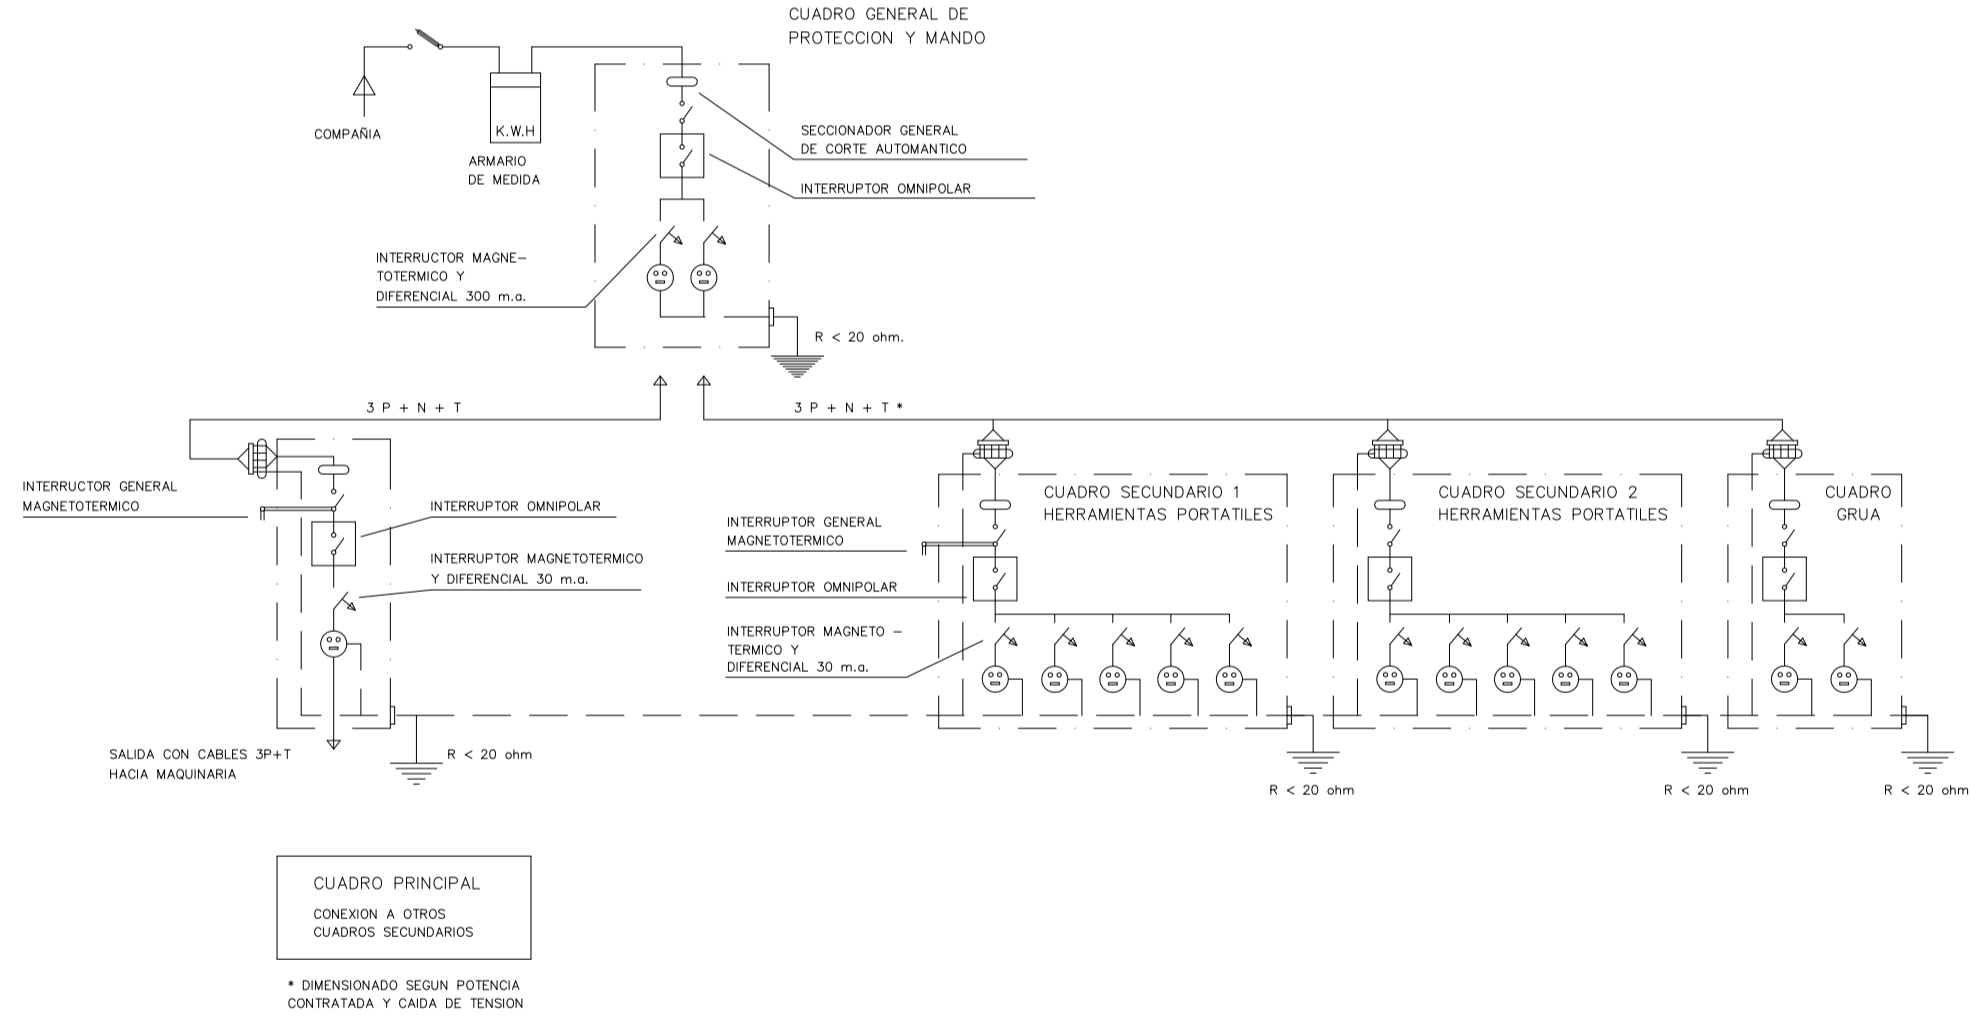 CUADRO GENERAL DE
PROTECCION Y MANDO
COMPAÑIA
K.W.H
ARMARIO
DE MEDIDA
SECCIONADOR GENERAL
DE CORTE AUTOMANTICO
INTERRUPTOR OMNIPOLAR
INTERRUCTOR MAGNE-
TOTERMICO Y
DIFERENCIAL 300 m.a.
R < 20 ohm.
3 P + N + T
3 P + N + T *
INTERRUCTOR GENERAL
MAGNETOTERMICO
INTERRUPTOR OMNIPOLAR
INTERRUPTOR MAGNETOTERMICO
Y DIFERENCIAL 30 m.a.
SALIDA CON CABLES 3P+T
HACIA MAQUINARIA
R < 20 ohm
INTERRUPTOR GENERAL
MAGNETOTERMICO
INTERRUPTOR OMNIPOLAR
INTERRUPTOR MAGNETO -
TERMICO Y
DIFERENCIAL 30 m.a.
CUADRO SECUNDARIO 1
HERRAMIENTAS PORTATILES
R < 20 ohm
CUADRO SECUNDARIO 2
HERRAMIENTAS PORTATILES
R < 20 ohm
CUADRO
GRUA
R < 20 ohm
CUADRO PRINCIPAL
CONEXION A OTROS
CUADROS SECUNDARIOS
* DIMENSIONADO SEGUN POTENCIA
CONTRATADA Y CAIDA DE TENSION